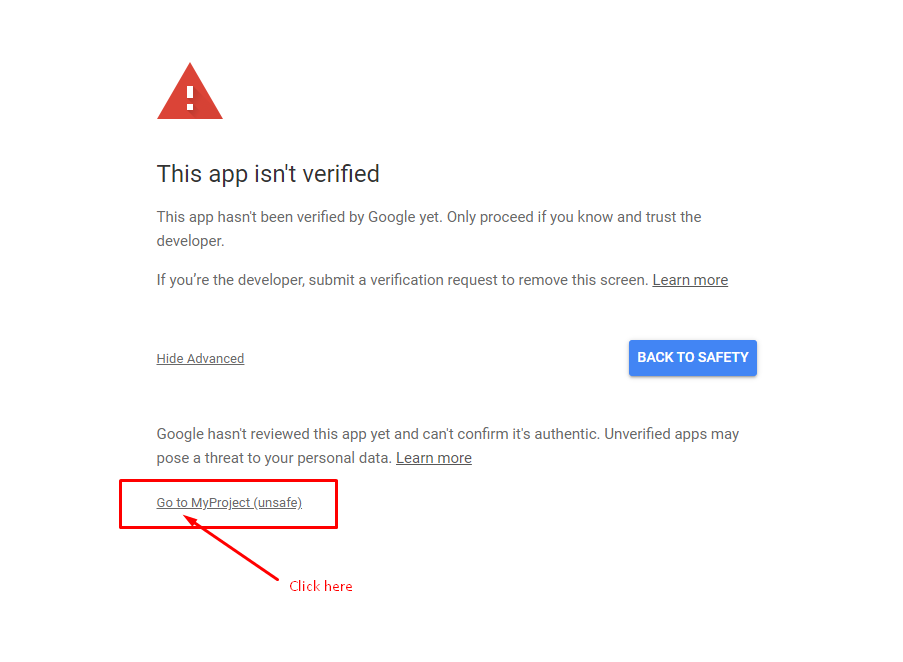 This app isn't verified
This app hasn't been verified by Google yet. Only proceed if you know and trust the
developer.
If you’re the developer, submit a verification request to remove this screen. Learn more
Hide Advanced
BACK TO SAFETY
Google hasn't reviewed this app yet and can't confirm it's authentic. Unverified apps may
pose a threat to your personal data. Learn more
Go to MyProject (unsafe)
Click here